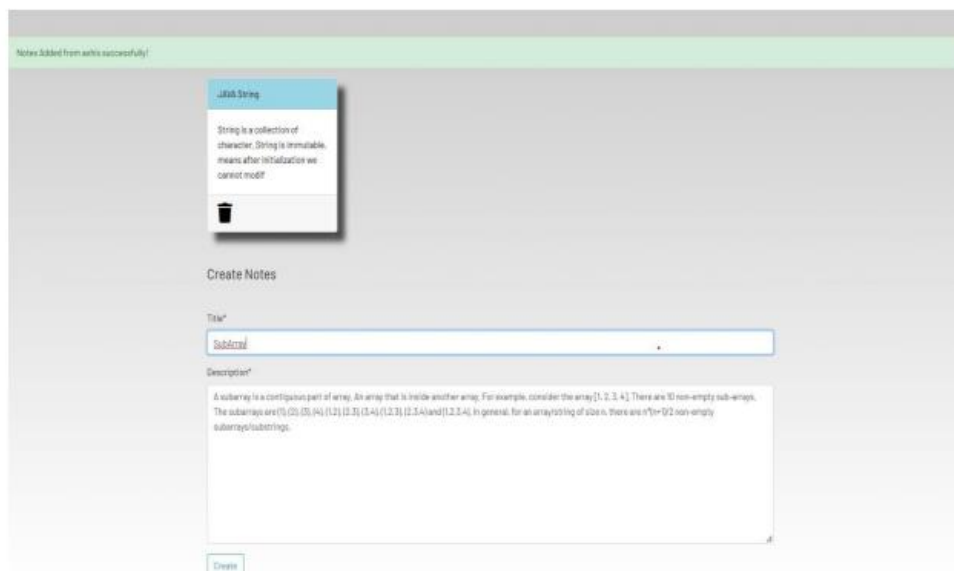 Notes Added from ashis successfully!
JAVA String
String is a collection of
character. String is immutable,
means after initialization we
cannot modif
Create Notes
Title*
SubArray
Description*
A subarray is a contiguous part of array. An array that is inside another array. For example, consider the array [1, 2, 3, 4], There are 10 non-empty sub-arrays.
The subarrays are (1), (2), (3), (4), (1,2), (2,3), (3,4), (1,2,3), (2,3,4) and (1,2,3,4). In general, for an array/string of size n, there are n*(n+1)/2 non-empty
subarrays/substrings.
Create